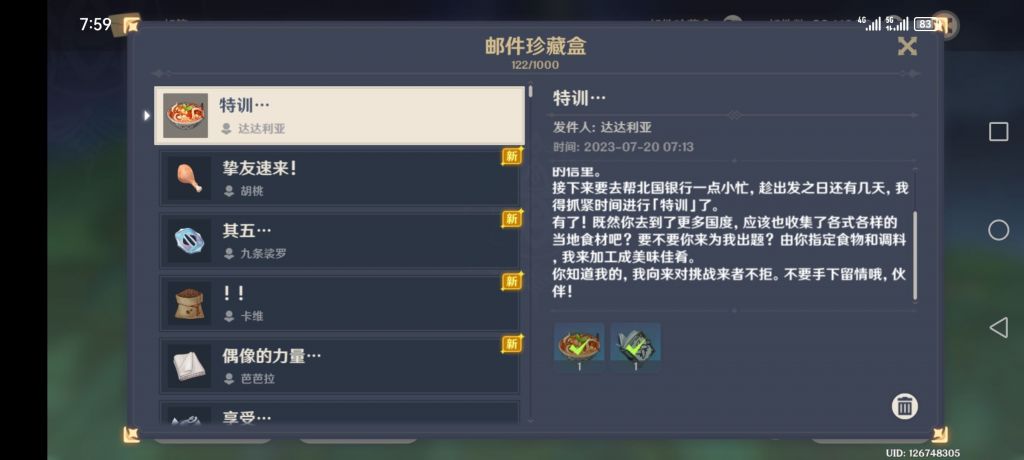 7:59
4G
5G
83
邮件珍藏盒
122/1000
特训…
达达利亚
挚友速来！
胡桃
新
其五…
九条裟罗
新
！！
卡维
新
偶像的力量…
芭芭拉
新
享受…
特训…
发件人: 达达利亚
时间: 2023-07-20 07:13
的信里。
接下来要去帮北国银行一点小忙，趁出发之日还有几天，我
得抓紧时间进行「特训」了。
有了！既然你去到了更多国度，应该也收集了各式各样的
当地食材吧？要不要你来为我出题？由你指定食物和调料
，我来加工成美味佳肴。
你知道我的，我向来对挑战来者不拒。不要手下留情哦，伙
伴！
1
1
UID: 126748305